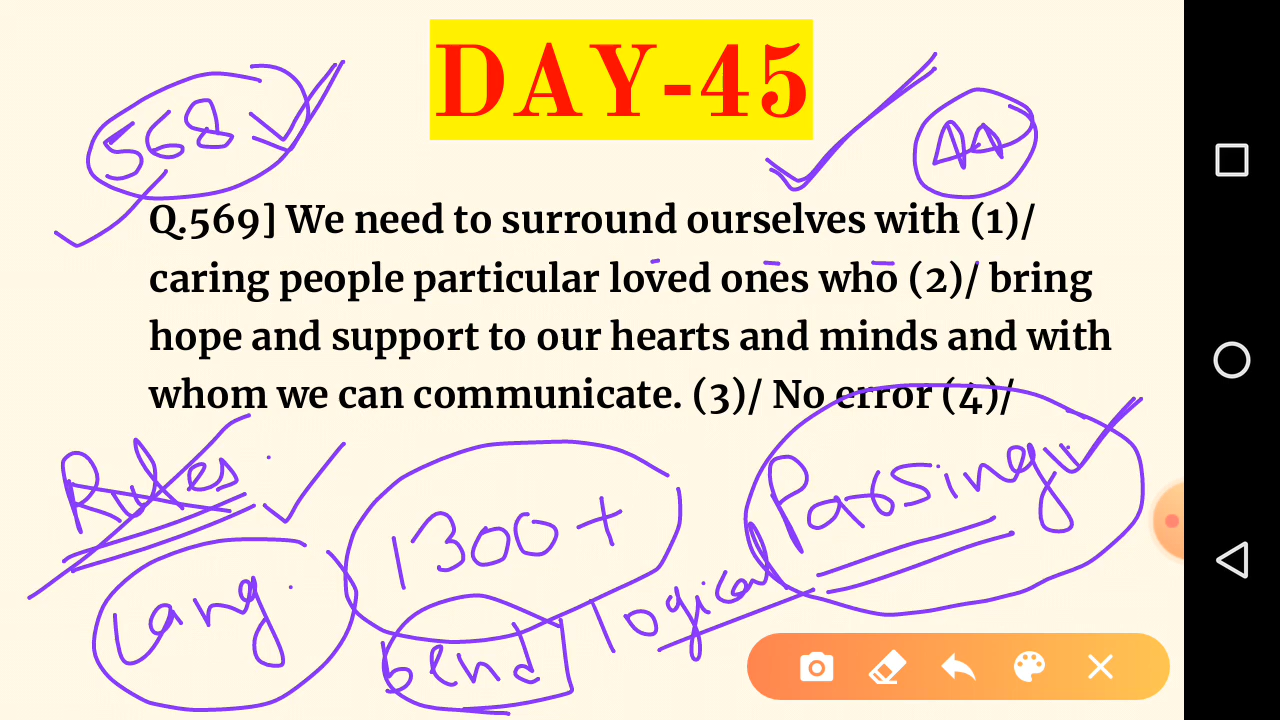 DAY-45
568
AA
Q.569] We need to surround ourselves with (1)/
caring people particular loved ones who (2)/ bring
hope and support to our hearts and minds and with
whom we can communicate. (3)/ No error (4)/
Rules
Parsing
1300+
Lang.
logical
bend